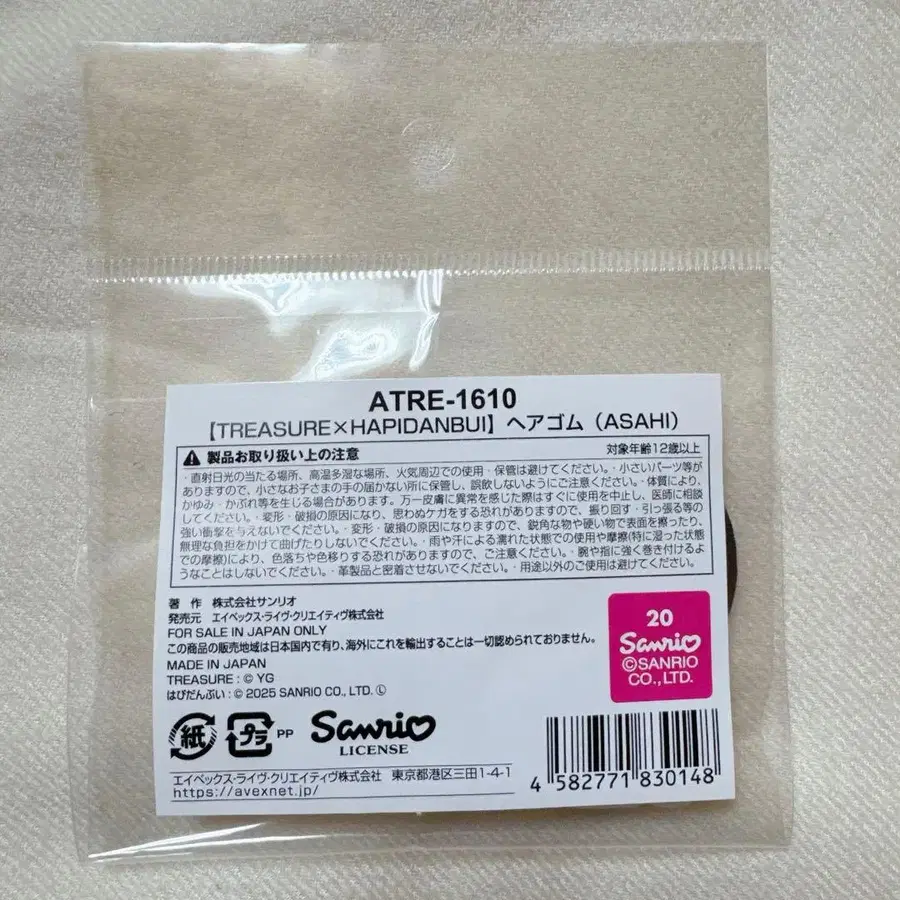 ATRE-1610
【TREASURE×HAPIDANBUI】ヘアゴム（ASAHI）
製品お取り扱い上の注意 対象年齢12歳以上
・直射日光の当たる場所、高温多湿な場所、火気周辺での使用・保管は避けてください。・小さいパーツ等が
ありますので、小さなお子さまの手の届かない所に保管し、誤飲しないようにご注意ください。・体質により、
かゆみ・かぶれ等を生じる場合があります。万一皮膚に異常を感じた際はすぐに使用を中止し、医師に相談
してください。・変形・破損の原因になり、思わぬケガをする恐れがありますので、振り回す・引っ張る等の
強い衝撃を与えないでください。・変形・破損の原因になりますので、鋭角な物や硬い物で表面を擦ったり、
無理な負担をかけて曲げたりしないでください。・雨や汗による濡れた状態での使用や摩擦(特に湿った状態
での摩擦)により、色落ちや色移りする恐れがありますので、ご注意ください。・腕や指に強く巻き付けるよ
うなことはしないでください。・革製品と密着させないでください。・用途以外のご使用は避けてください。
著 作 株式会社サンリオ
発売元 エイベックス・ライヴ・クリエイティヴ株式会社
FOR SALE IN JAPAN ONLY
この商品の販売地域は日本国内で有り、海外にこれを輸出することは一切認められておりません。
MADE IN JAPAN
TREASURE：© YG
はぴだんぶい：© 2025 SANRIO CO., LTD. Ⓛ
20
Sanrio
©SANRIO
CO.,LTD.
紙
プラ
PP
Sanrio
LICENSE
エイベックス・ライヴ・クリエイティヴ株式会社 東京都港区三田1-4-1
https://avexnet.jp/
4 582771 830148